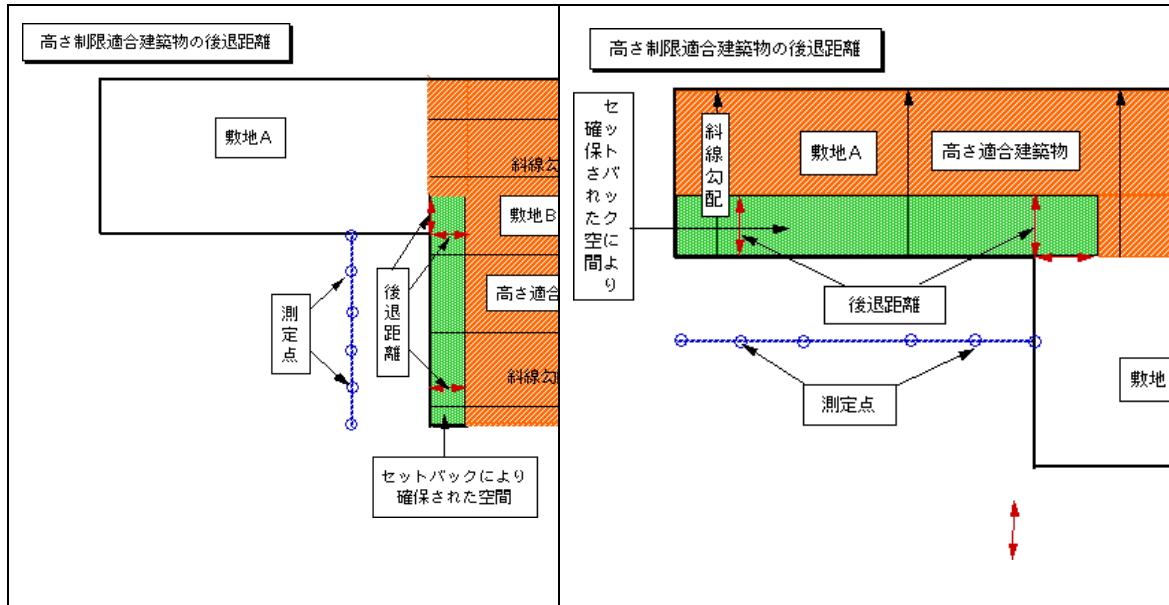 高さ制限適合建築物の後退距離
敷地Ａ
斜線勾
敷地Ｂ
後退距離
測定点
高さ適合
斜線勾
セットバックにより
確保された空間
高さ制限適合建築物の後退距離
セットバックにより
確保された空間
斜線勾配
敷地Ａ
高さ適合建築物
後退距離
測定点
敷地